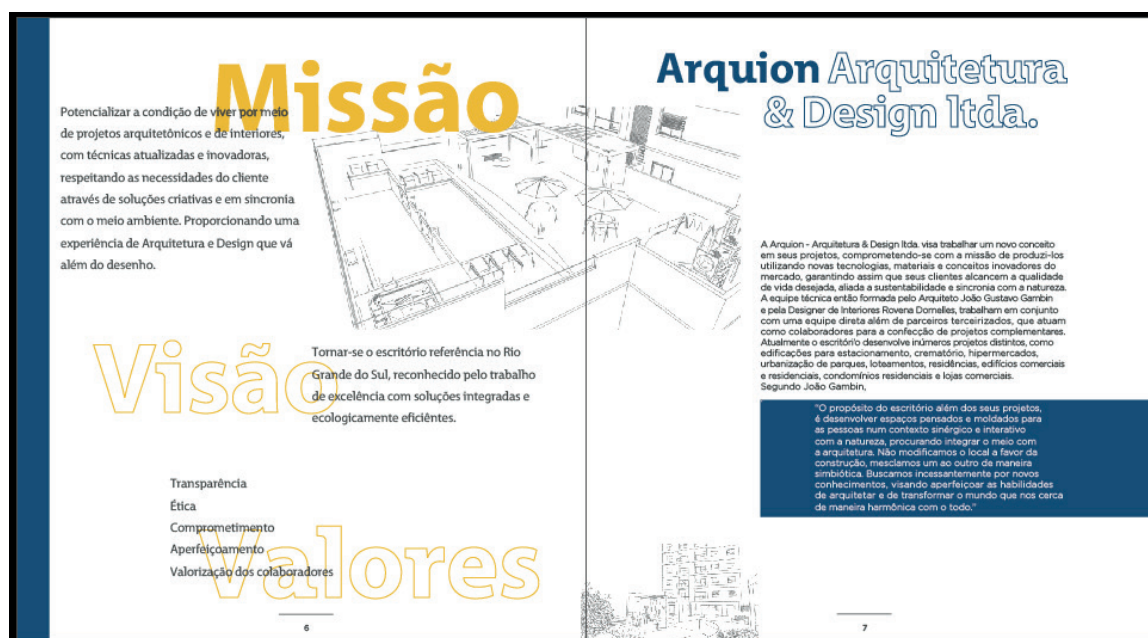 Missão
Potencializar a condição de viver por meio
de projetos arquitetônicos e de interiores,
com técnicas atualizadas e inovadoras,
respeitando as necessidades do cliente
através de soluções criativas e em sincronia
com o meio ambiente. Proporcionando uma
experiência de Arquitetura e Design que vá
além do desenho.
Visão
Tornar-se o escritório referência no Rio
Grande do Sul, reconhecido pelo trabalho
de excelência com soluções integradas e
ecologicamente eficiêntes.
Transparência
Ética
Comprometimento
Aperfeiçoamento
Valorização dos colaboradores
Valores
6
Arquion Arquitetura
& Design ltda.
A Arquion - Arquitetura & Design ltda. visa trabalhar um novo conceito
em seus projetos, comprometendo-se com a missão de produzi-los
utilizando novas tecnologias, materiais e conceitos inovadores do
mercado, garantindo assim que seus clientes alcancem a qualidade
de vida desejada, aliada a sustentabilidade e sincronia com a natureza.
A equipe técnica então formada pelo Arquiteto João Gustavo Gambin
e pela Designer de Interiores Rovena Dornelles, trabalham em conjunto
com uma equipe direta além de parceiros terceirizados, que atuam
como colaboradores para a confecção de projetos complementares.
Atualmente o escritóri'o desenvolve inúmeros projetos distintos, como
edificações para estacionamento, crematório, hipermercados,
urbanização de parques, loteamentos, residências, edifícios comerciais
e residenciais, condomínios residenciais e lojas comerciais.
Segundo João Gambin,
"O propósito do escritório além dos seus projetos,
é desenvolver espaços pensados e moldados para
as pessoas num contexto sinérgico e interativo
com a natureza, procurando integrar o meio com
a arquitetura. Não modificamos o local a favor da
construção, mesclamos um ao outro de maneira
simbiótica. Buscamos incessantemente por novos
conhecimentos, visando aperfeiçoar as habilidades
de arquitetar e de transformar o mundo que nos cerca
de maneira harmônica com o todo."
7